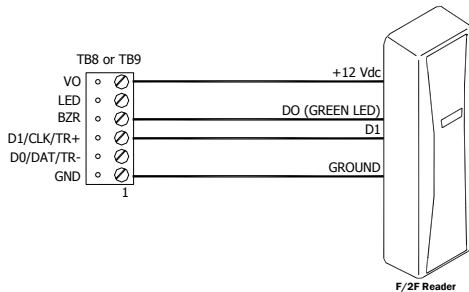 TB8 or TB9
VO
LED
BZR
D1/CLK/TR+
D0/DAT/TR-
GND
1
+12 Vdc
DO (GREEN LED)
D1
GROUND
F/2F Reader